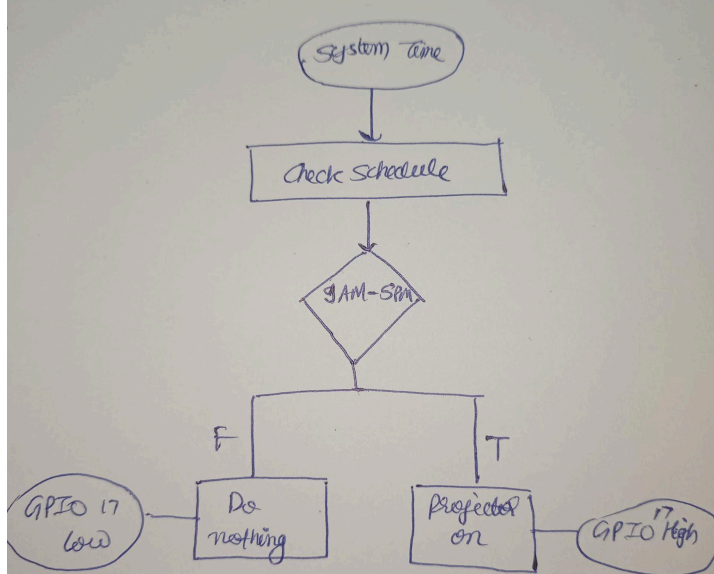 System Time
Check Schedule
9AM-5PM
F
T
GPIO 17
Low
Do
nothing
Projector
on
GPIO 17 High